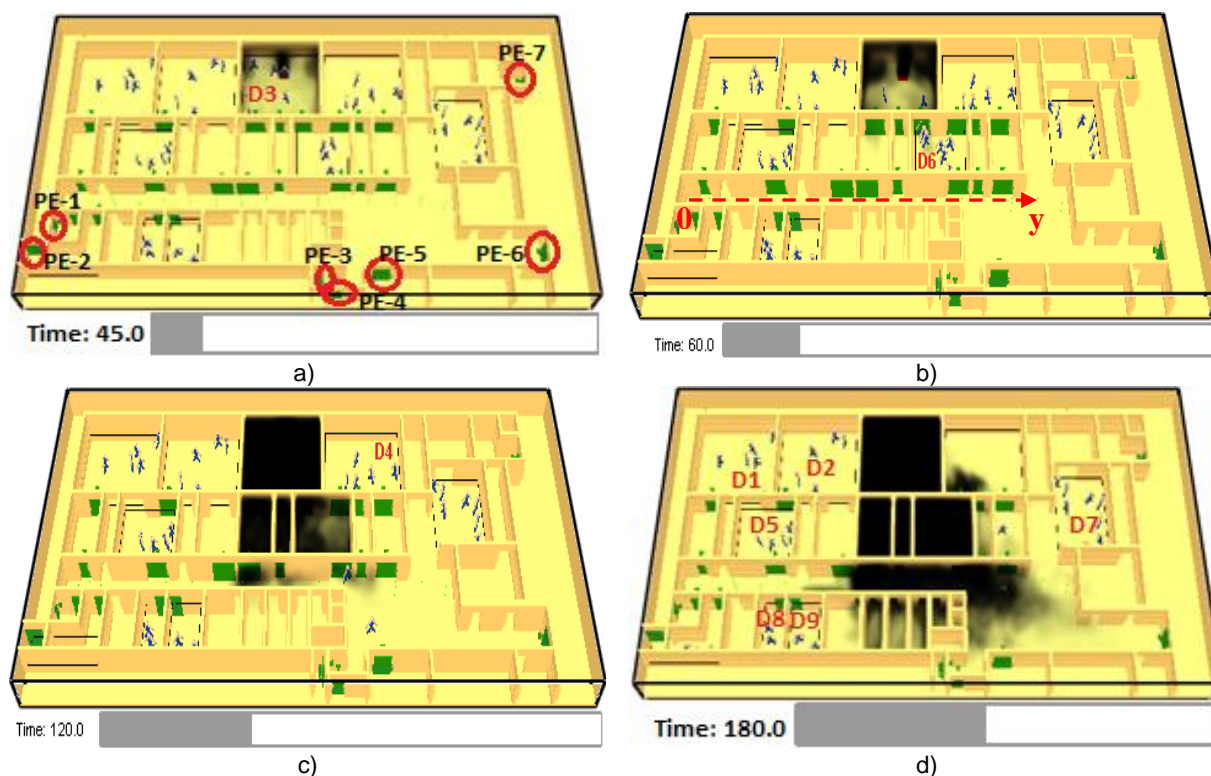 D3
PE-7
PE-1
PE-2
PE-3
PE-5
PE-6
PE-4
Time: 45.0
a)
D6
0
y
Time: 60.0
b)
D4
Time: 120.0
c)
D1
D2
D5
D7
D8
D9
Time: 180.0
d)